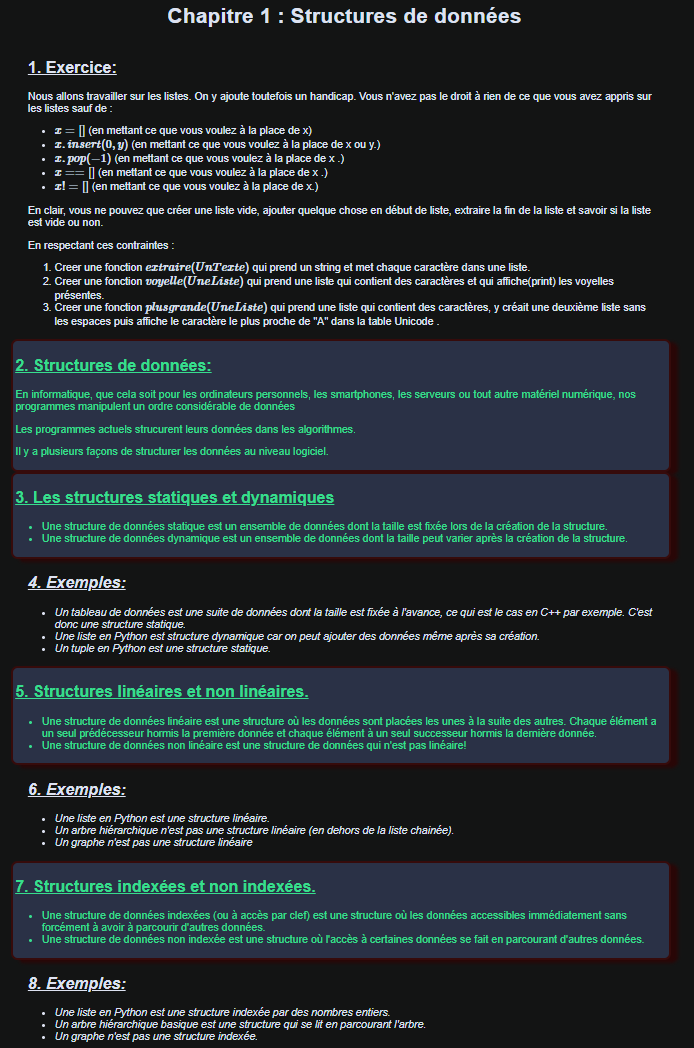 Chapitre 1 : Structures de données
1. Exercice:
Nous allons travailler sur les listes. On y ajoute toutefois un handicap. Vous n'avez pas le droit à rien de ce que vous avez appris sur
les listes sauf de :
• x = [] (en mettant ce que vous voulez à la place de x)
• x.insert(0, y) (en mettant ce que vous voulez à la place de x ou y.)
• x.pop(−1) (en mettant ce que vous voulez à la place de x .)
• x == [] (en mettant ce que vous voulez à la place de x .)
• x! = [] (en mettant ce que vous voulez à la place de x.)
En clair, vous ne pouvez que créer une liste vide, ajouter quelque chose en début de liste, extraire la fin de la liste et savoir si la liste
est vide ou non.
En respectant ces contraintes :
1. Creer une fonction extraire(UnTexte) qui prend un string et met chaque caractère dans une liste.
2. Creer une fonction voyelle(UneListe) qui prend une liste qui contient des caractères et qui affiche(print) les voyelles
présentes.
3. Creer une fonction plusgrande(UneListe) qui prend une liste qui contient des caractères, y créait une deuxième liste sans
les espaces puis affiche le caractère le plus proche de "A" dans la table Unicode .
2. Structures de données:
En informatique, que cela soit pour les ordinateurs personnels, les smartphones, les serveurs ou tout autre matériel numérique, nos
programmes manipulent un ordre considérable de données
Les programmes actuels strucurent leurs données dans les algorithmes.
Il y a plusieurs façons de structurer les données au niveau logiciel.
3. Les structures statiques et dynamiques
• Une structure de données statique est un ensemble de données dont la taille est fixée lors de la création de la structure.
• Une structure de données dynamique est un ensemble de données dont la taille peut varier après la création de la structure.
4. Exemples:
• Un tableau de données est une suite de données dont la taille est fixée à l'avance, ce qui est le cas en C++ par exemple. C'est
donc une structure statique.
• Une liste en Python est structure dynamique car on peut ajouter des données même après sa création.
• Un tuple en Python est une structure statique.
5. Structures linéaires et non linéaires.
• Une structure de données linéaire est une structure où les données sont placées les unes à la suite des autres. Chaque élément a
un seul prédécesseur hormis la première donnée et chaque élément à un seul successeur hormis la dernière donnée.
• Une structure de données non linéaire est une structure de données qui n'est pas linéaire!
6. Exemples:
• Une liste en Python est une structure linéaire.
• Un arbre hiérarchique n'est pas une structure linéaire (en dehors de la liste chainée).
• Un graphe n'est pas une structure linéaire
7. Structures indexées et non indexées.
• Une structure de données indexées (ou à accès par clef) est une structure où les données accessibles immédiatement sans
forcément à avoir à parcourir d'autres données.
• Une structure de données non indexée est une structure où l'accès à certaines données se fait en parcourant d'autres données.
8. Exemples:
• Une liste en Python est une structure indexée par des nombres entiers.
• Un arbre hiérarchique basique est une structure qui se lit en parcourant l'arbre.
• Un graphe n'est pas une structure indexée.